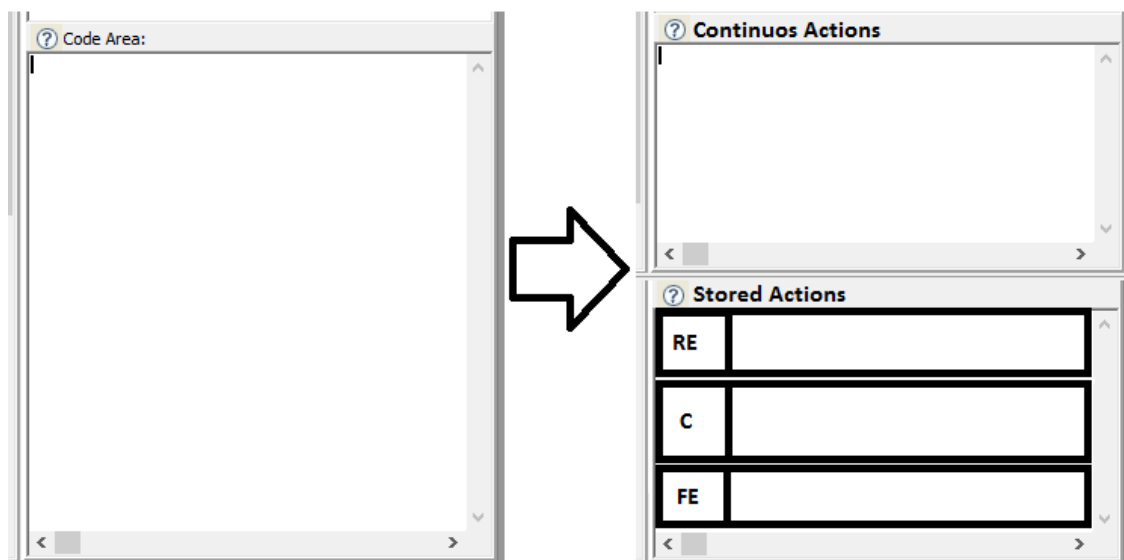 Code Area:
Continuos Actions
Stored Actions
RE
C
FE